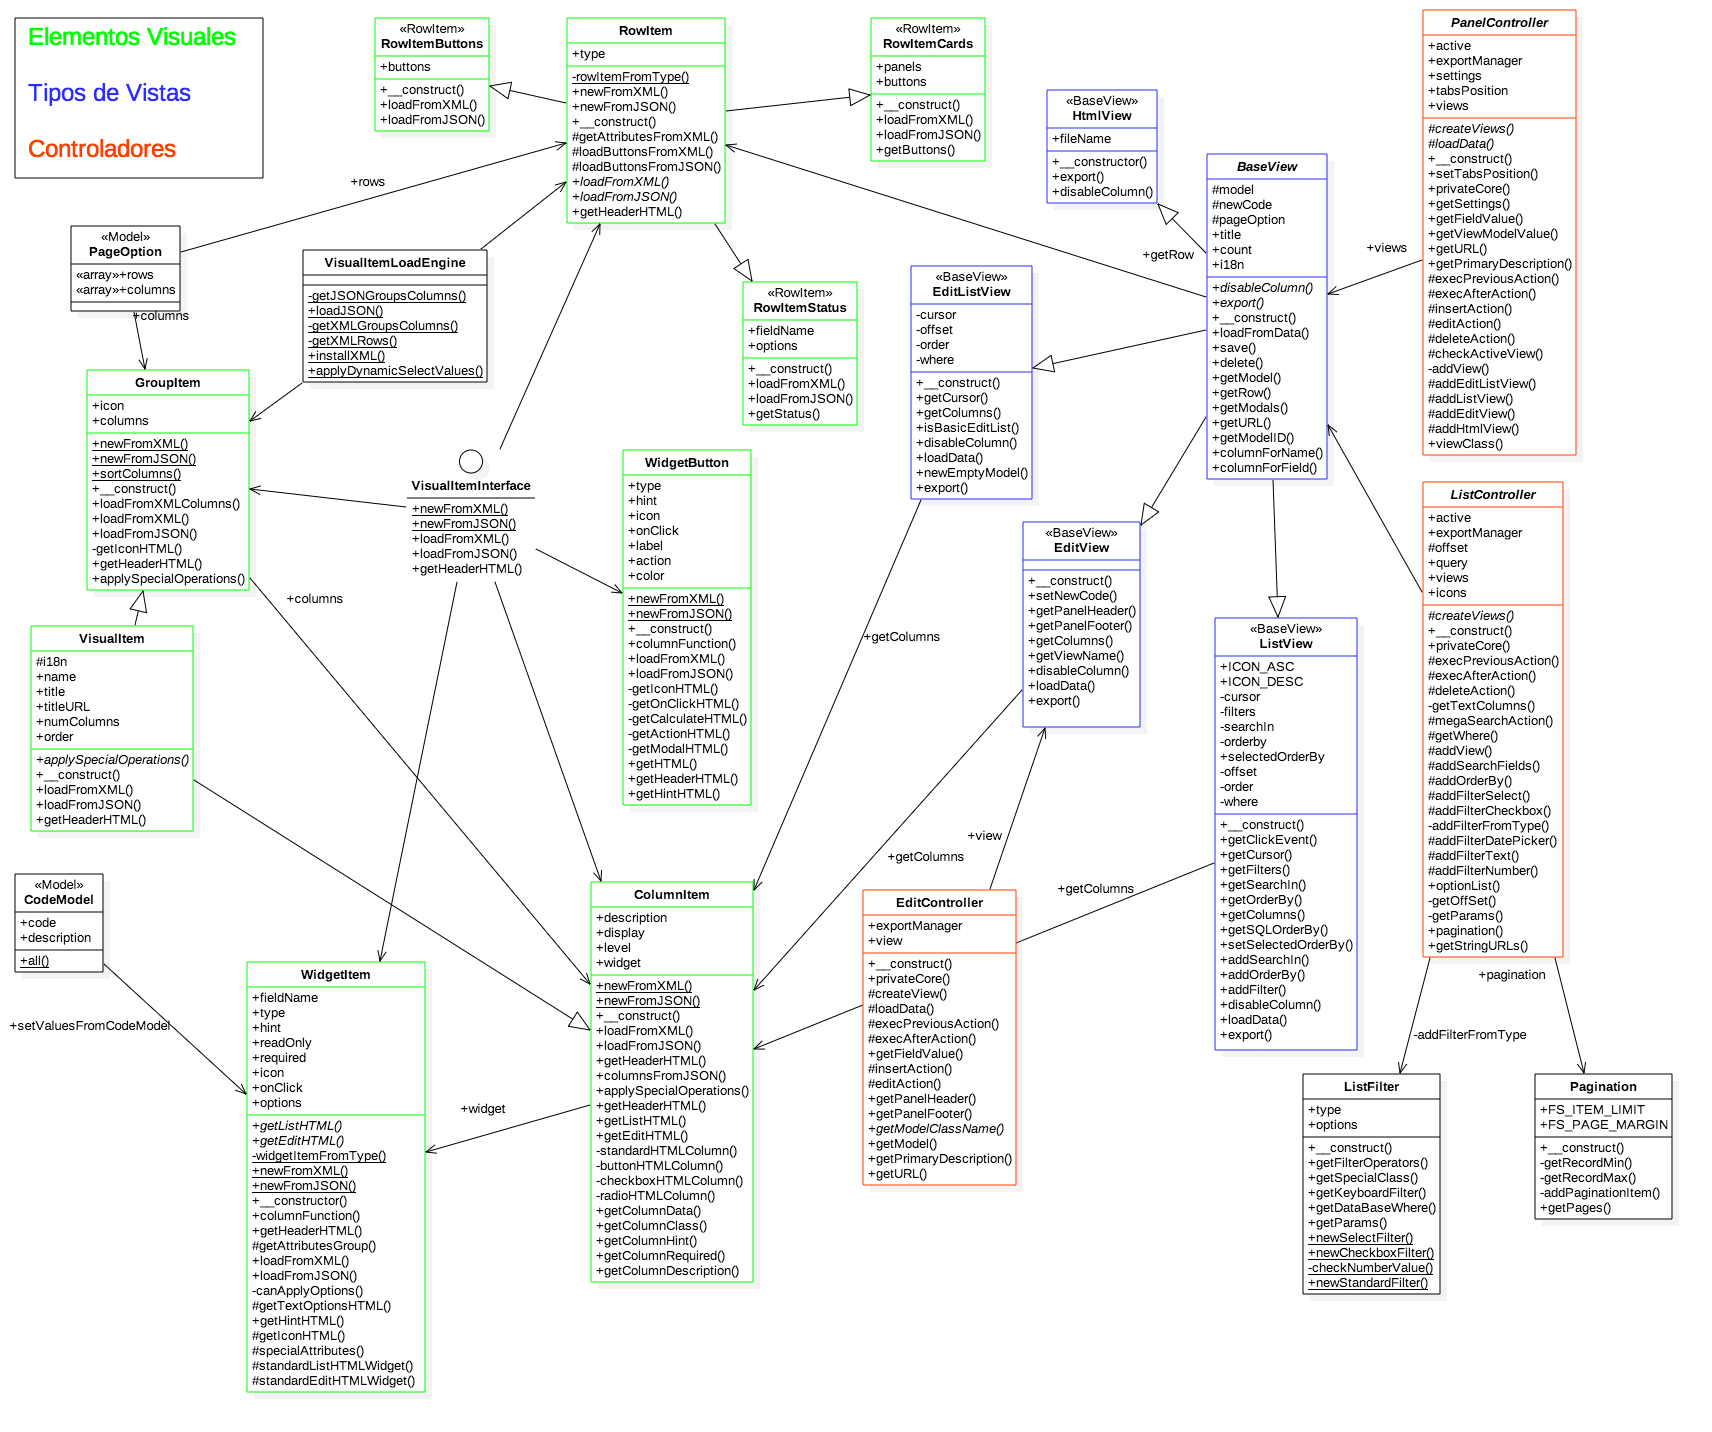 Elementos Visuales
Tipos de Vistas
Controladores
«RowItem»
RowItemButtons
+buttons
+__construct()
+loadFromXML()
+loadFromJSON()
RowItem
+type
-rowItemFromType()
+newFromXML()
+newFromJSON()
+__construct()
#getAttributesFromXML()
#loadButtonsFromXML()
#loadButtonsFromJSON()
+loadFromXML()
+loadFromJSON()
+getHeaderHTML()
«RowItem»
RowItemCards
+panels
+buttons
+__construct()
+loadFromXML()
+loadFromJSON()
+getButtons()
«BaseView»
HtmlView
+fileName
+__constructor()
+export()
+disableColumn()
BaseView
#model
#newCode
#pageOption
+title
+count
+i18n
+disableColumn()
+export()
+__construct()
+loadFromData()
+save()
+delete()
+getModel()
+getRow()
+getModals()
+getURL()
+getModelID()
+columnForName()
+columnForField()
PanelController
+active
+exportManager
+settings
+tabsPosition
+views
#createViews()
#loadData()
+__construct()
+setTabsPosition()
+privateCore()
+getSettings()
+getFieldValue()
+getViewModelValue()
+getURL()
+getPrimaryDescription()
#execPreviousAction()
#execAfterAction()
#insertAction()
#editAction()
#deleteAction()
#checkActiveView()
-addView()
#addEditListView()
#addListView()
#addEditView()
#addHtmlView()
+viewClass()
+rows
+getRow
+views
«Model»
PageOption
«array»+rows
«array»+columns
+columns
VisualItemLoadEngine
-getJSONGroupsColumns()
+loadJSON()
-getXMLGroupsColumns()
-getXMLRows()
+installXML()
+applyDynamicSelectValues()
«RowItem»
RowItemStatus
+fieldName
+options
+__construct()
+loadFromXML()
+loadFromJSON()
+getStatus()
«BaseView»
EditListView
-cursor
-offset
-order
-where
+__construct()
+getCursor()
+getColumns()
+isBasicEditList()
+disableColumn()
+loadData()
+newEmptyModel()
+export()
GroupItem
+icon
+columns
+newFromXML()
+newFromJSON()
+sortColumns()
+__construct()
+loadFromXMLColumns()
+loadFromXML()
+loadFromJSON()
-getIconHTML()
+getHeaderHTML()
+applySpecialOperations()
VisualItemInterface
+newFromXML()
+newFromJSON()
+loadFromXML()
+loadFromJSON()
+getHeaderHTML()
WidgetButton
+type
+hint
+icon
+onClick
+label
+action
+color
+newFromXML()
+newFromJSON()
+__construct()
+columnFunction()
+loadFromXML()
+loadFromJSON()
-getIconHTML()
-getOnClickHTML()
-getCalculateHTML()
-getActionHTML()
-getModalHTML()
+getHTML()
+getHeaderHTML()
+getHintHTML()
ListController
+active
+exportManager
#offset
+query
+views
+icons
#createViews()
+__construct()
+privateCore()
#execPreviousAction()
#execAfterAction()
#deleteAction()
-getTextColumns()
#megaSearchAction()
#getWhere()
#addView()
#addSearchFields()
#addOrderBy()
#addFilterSelect()
#addFilterCheckbox()
-addFilterFromType()
#addFilterDatePicker()
#addFilterText()
#addFilterNumber()
+optionList()
-getOffSet()
-getParams()
+pagination()
+getStringURLs()
«BaseView»
EditView
+__construct()
+setNewCode()
+getPanelHeader()
+getPanelFooter()
+getColumns()
+getViewName()
+disableColumn()
+loadData()
+export()
+columns
+getColumns
VisualItem
#i18n
+name
+title
+titleURL
+numColumns
+order
+applySpecialOperations()
+__construct()
+loadFromXML()
+loadFromJSON()
+getHeaderHTML()
«BaseView»
ListView
+ICON_ASC
+ICON_DESC
-cursor
-filters
-searchIn
-orderby
+selectedOrderBy
-offset
-order
-where
+__construct()
+getClickEvent()
+getCursor()
+getFilters()
+getSearchIn()
+getOrderBy()
+getColumns()
+getSQLOrderBy()
+setSelectedOrderBy()
+addSearchIn()
+addOrderBy()
+addFilter()
+disableColumn()
+loadData()
+export()
+view
+getColumns
+getColumns
«Model»
CodeModel
+code
+description
+all()
+setValuesFromCodeModel
WidgetItem
+fieldName
+type
+hint
+readOnly
+required
+icon
+onClick
+options
+getListHTML()
+getEditHTML()
-widgetItemFromType()
+newFromXML()
+newFromJSON()
+__constructor()
+columnFunction()
+getHeaderHTML()
#getAttributesGroup()
+loadFromXML()
+loadFromJSON()
-canApplyOptions()
#getTextOptionsHTML()
+getHintHTML()
#getIconHTML()
#specialAttributes()
#standardListHTMLWidget()
#standardEditHTMLWidget()
+widget
ColumnItem
+description
+display
+level
+widget
+newFromXML()
+newFromJSON()
+__construct()
+loadFromXML()
+loadFromJSON()
+getHeaderHTML()
+columnsFromJSON()
+applySpecialOperations()
+getHeaderHTML()
+getListHTML()
+getEditHTML()
-standardHTMLColumn()
-buttonHTMLColumn()
-checkboxHTMLColumn()
-radioHTMLColumn()
+getColumnData()
+getColumnClass()
+getColumnHint()
+getColumnRequired()
+getColumnDescription()
EditController
+exportManager
+view
+__construct()
+privateCore()
#createView()
#loadData()
#execPreviousAction()
#execAfterAction()
+getFieldValue()
#insertAction()
#editAction()
+getPanelHeader()
+getPanelFooter()
+getModelClassName()
+getModel()
+getPrimaryDescription()
+getURL()
+pagination
-addFilterFromType
ListFilter
+type
+options
+__construct()
+getFilterOperators()
+getSpecialClass()
+getKeyboardFilter()
+getDataBaseWhere()
+getParams()
+newSelectFilter()
+newCheckboxFilter()
-checkNumberValue()
+newStandardFilter()
Pagination
+FS_ITEM_LIMIT
+FS_PAGE_MARGIN
+__construct()
-getRecordMin()
-getRecordMax()
-addPaginationItem()
+getPages()